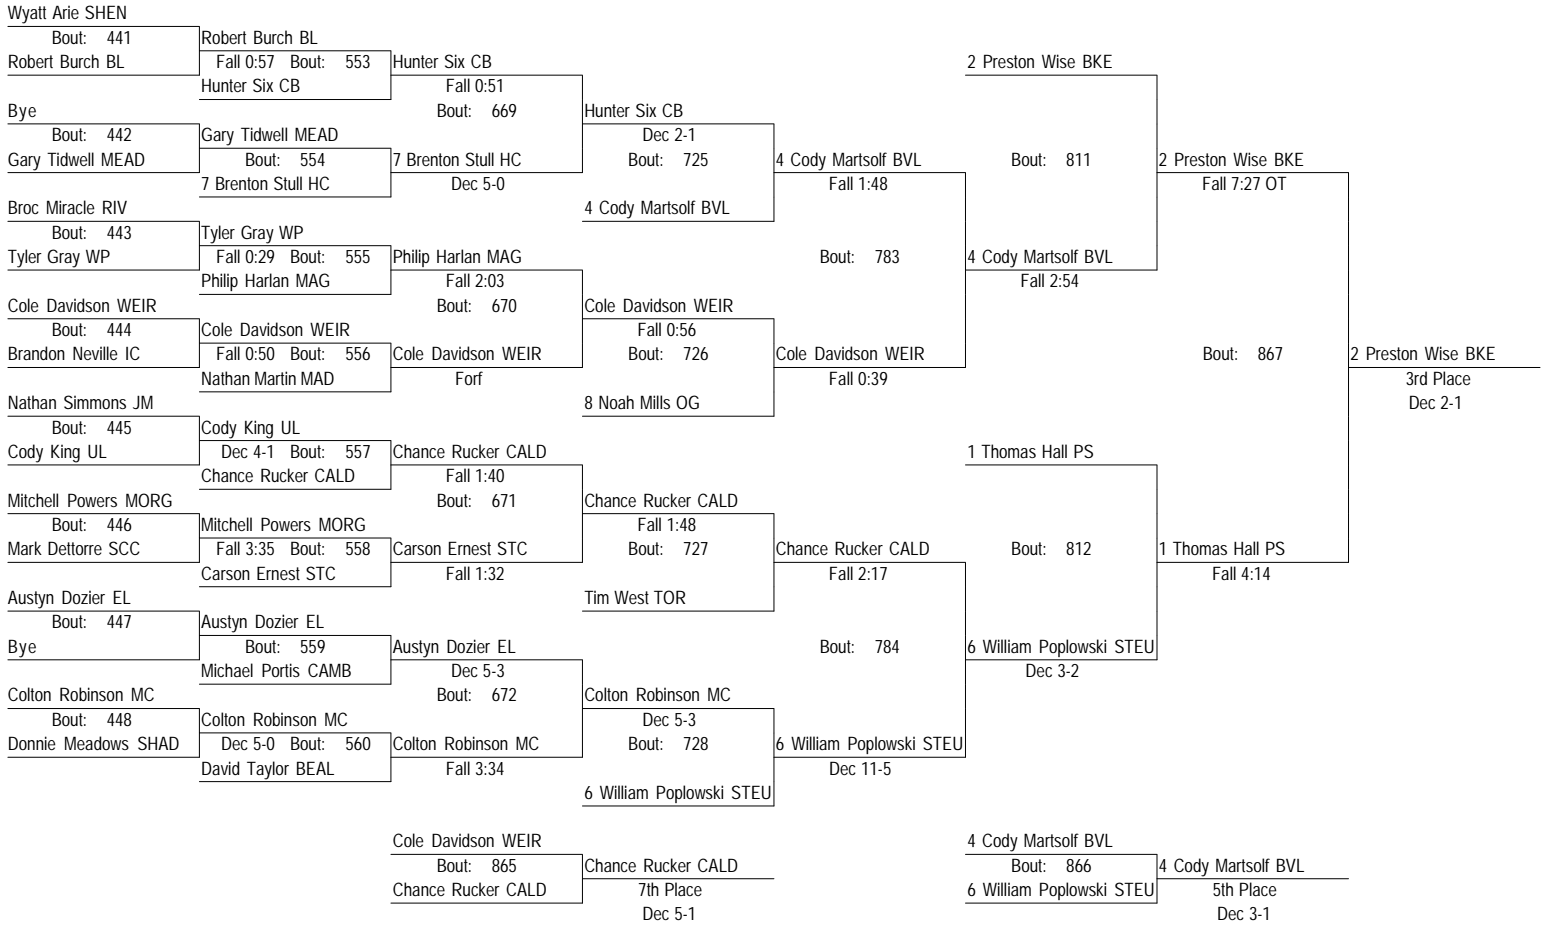 Wyatt Arie SHEN
Bout: 441
Robert Burch BL
Robert Burch BL
Fall 0:57 Bout: 553
Hunter Six CB
Hunter Six CB
Fall 0:51
Bout: 669
2 Preston Wise BKE
Bye
Bout: 442
Gary Tidwell MEAD
Gary Tidwell MEAD
Bout: 554
7 Brenton Stull HC
7 Brenton Stull HC
Dec 5-0
Hunter Six CB
Dec 2-1
Bout: 725
4 Cody Martsolf BVL
4 Cody Martsolf BVL
Fall 1:48
Bout: 811
2 Preston Wise BKE
Fall 7:27 OT
Broc Miracle RIV
Bout: 443
Tyler Gray WP
Tyler Gray WP
Fall 0:29 Bout: 555
Philip Harlan MAG
Philip Harlan MAG
Fall 2:03
Bout: 670
Bout: 783
4 Cody Martsolf BVL
Fall 2:54
Cole Davidson WEIR
Bout: 444
Brandon Neville IC
Cole Davidson WEIR
Fall 0:50 Bout: 556
Nathan Martin MAD
Cole Davidson WEIR
Forf
Cole Davidson WEIR
Fall 0:56
Bout: 726
8 Noah Mills OG
Cole Davidson WEIR
Fall 0:39
Bout: 867
2 Preston Wise BKE
3rd Place
Dec 2-1
Nathan Simmons JM
Bout: 445
Cody King UL
Cody King UL
Dec 4-1 Bout: 557
Chance Rucker CALD
Chance Rucker CALD
Fall 1:40
Bout: 671
1 Thomas Hall PS
Mitchell Powers MORG
Bout: 446
Mark Dettorre SCC
Mitchell Powers MORG
Fall 3:35 Bout: 558
Carson Ernest STC
Carson Ernest STC
Fall 1:32
Chance Rucker CALD
Fall 1:48
Bout: 727
Tim West TOR
Chance Rucker CALD
Fall 2:17
Bout: 812
1 Thomas Hall PS
Fall 4:14
Austyn Dozier EL
Bout: 447
Bye
Austyn Dozier EL
Bout: 559
Michael Portis CAMB
Austyn Dozier EL
Dec 5-3
Bout: 672
Bout: 784
6 William Poplowski STEU
Dec 3-2
Colton Robinson MC
Bout: 448
Donnie Meadows SHAD
Colton Robinson MC
Dec 5-0 Bout: 560
David Taylor BEAL
Colton Robinson MC
Fall 3:34
Colton Robinson MC
Dec 5-3
Bout: 728
6 William Poplowski STEU
6 William Poplowski STEU
Dec 11-5
Cole Davidson WEIR
Bout: 865
Chance Rucker CALD
Chance Rucker CALD
7th Place
Dec 5-1
4 Cody Martsolf BVL
Bout: 866
6 William Poplowski STEU
4 Cody Martsolf BVL
5th Place
Dec 3-1